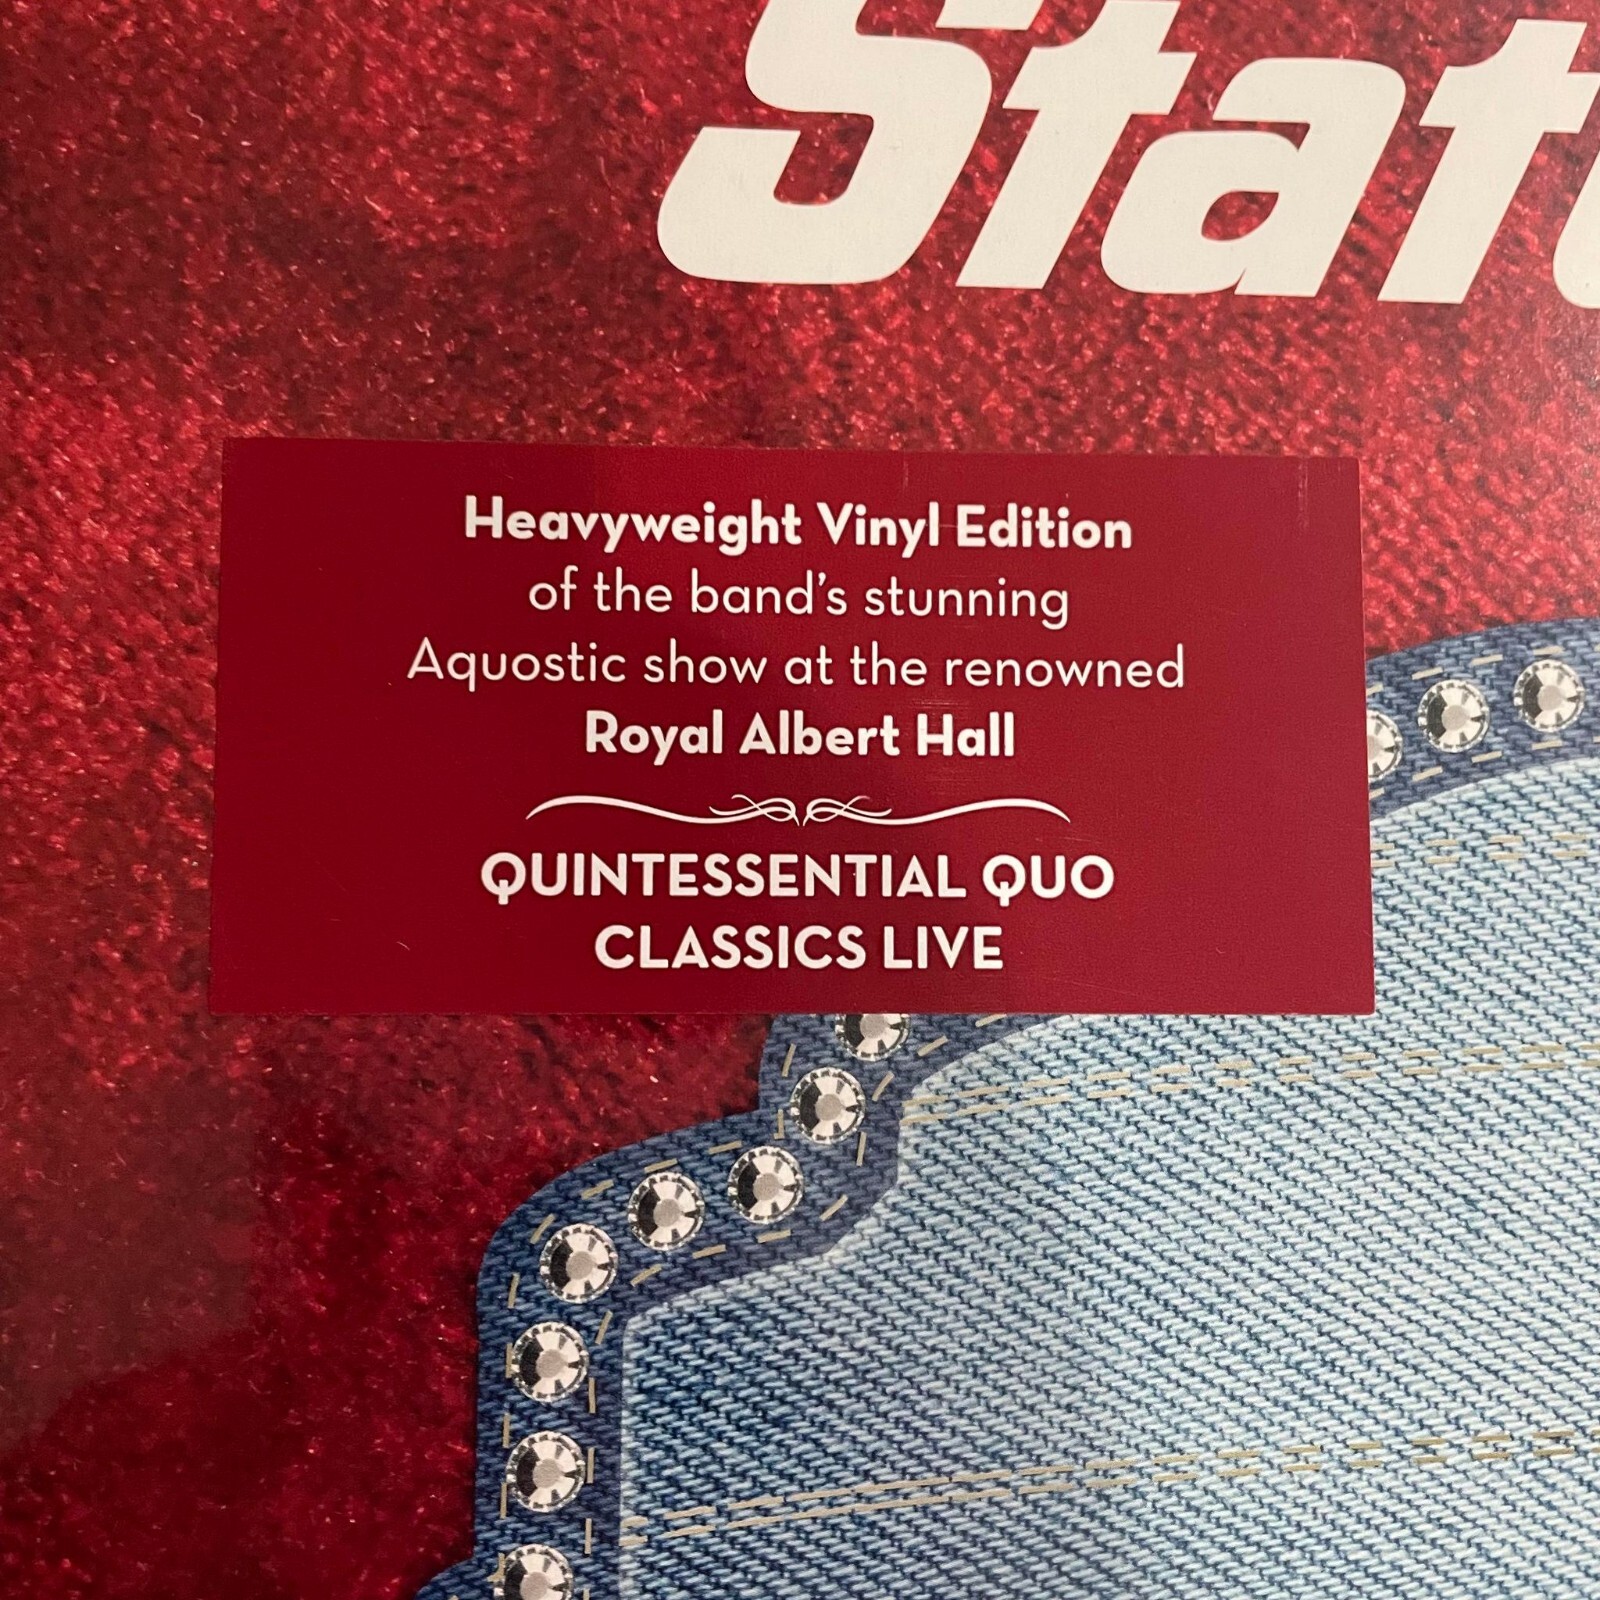 Stat
Heavyweight Vinyl Edition
of the band's stunning
Aquostic show at the renowned
Royal Albert Hall
QUINTESSENTIAL QUO
CLASSICS LIVE